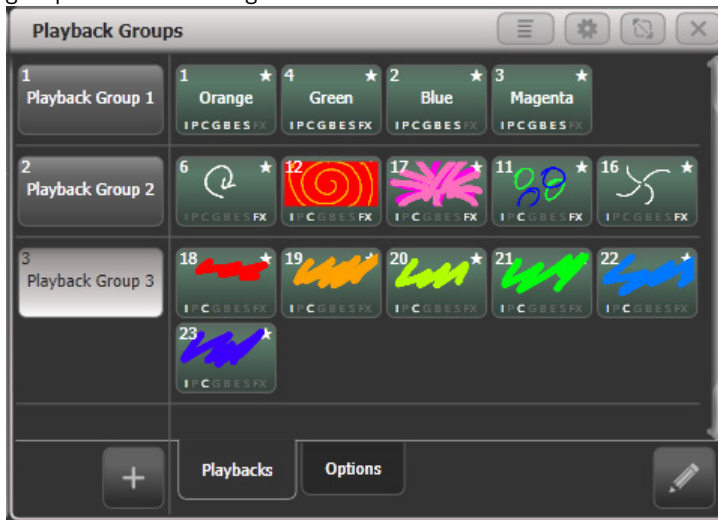 Playback Groups
1
Playback Group 1
1
Orange
IPCGBESFX
4
Green
IPCGBESFX
2
Blue
IPCGBESFX
3
Magenta
IPCGBESFX
2
Playback Group 2
6
IPCGBESFX
12
IPCGBESFX
17
IPCGBESFX
11
IPCGBESFX
16
IPCGBESFX
3
Playback Group 3
18
IPCGBESFX
19
IPCGBESFX
20
IPCGBESFX
21
IPCGBESFX
22
IPCGBESFX
23
IPCGBESFX
Playbacks
Options